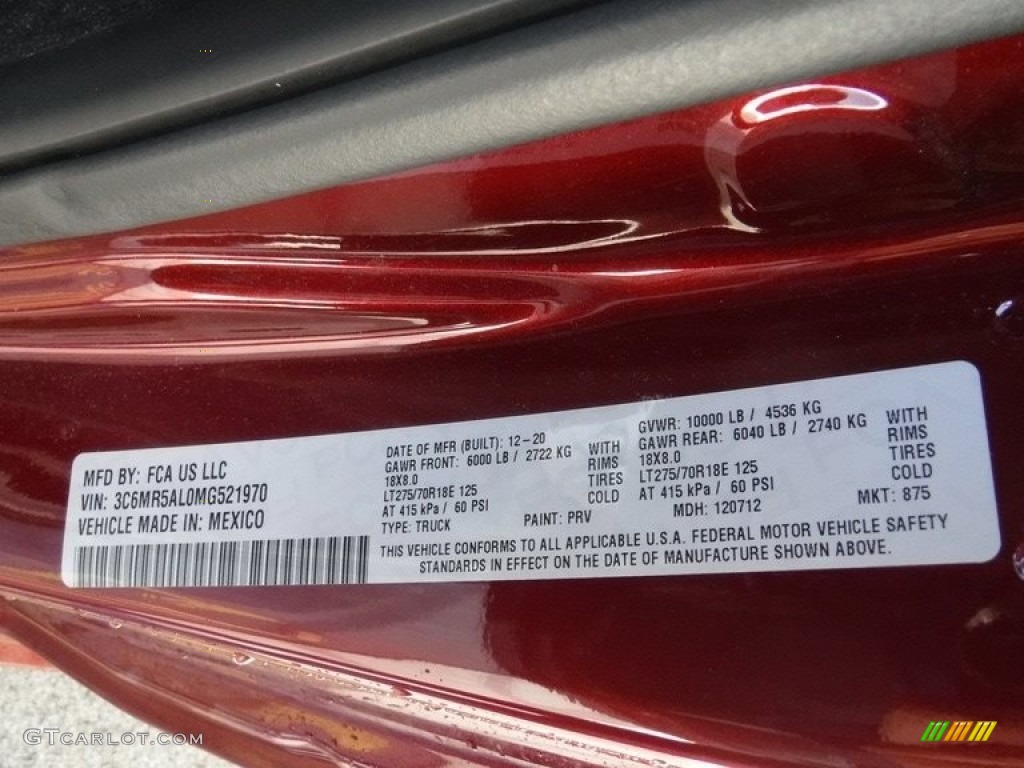 MFD BY: FCA US LLC
VIN: 3C6MR5AL0MG521970
VEHICLE MADE IN: MEXICO
DATE OF MFR (BUILT): 12-20
GAWR FRONT: 6000 LB / 2722 KG
18X8.0
LT275/70R18E 125
AT 415 kPa / 60 PSI
TYPE: TRUCK
WITH
RIMS
TIRES
COLD
PAINT: PRV
GVWR: 10000 LB / 4536 KG
GAWR REAR: 6040 LB / 2740 KG
18X8.0
LT275/70R18E 125
AT 415 kPa / 60 PSI
MDH: 120712
WITH
RIMS
TIRES
COLD
MKT: 875
THIS VEHICLE CONFORMS TO ALL APPLICABLE U.S.A. FEDERAL MOTOR VEHICLE SAFETY
STANDARDS IN EFFECT ON THE DATE OF MANUFACTURE SHOWN ABOVE.
GTCARLOT.COM